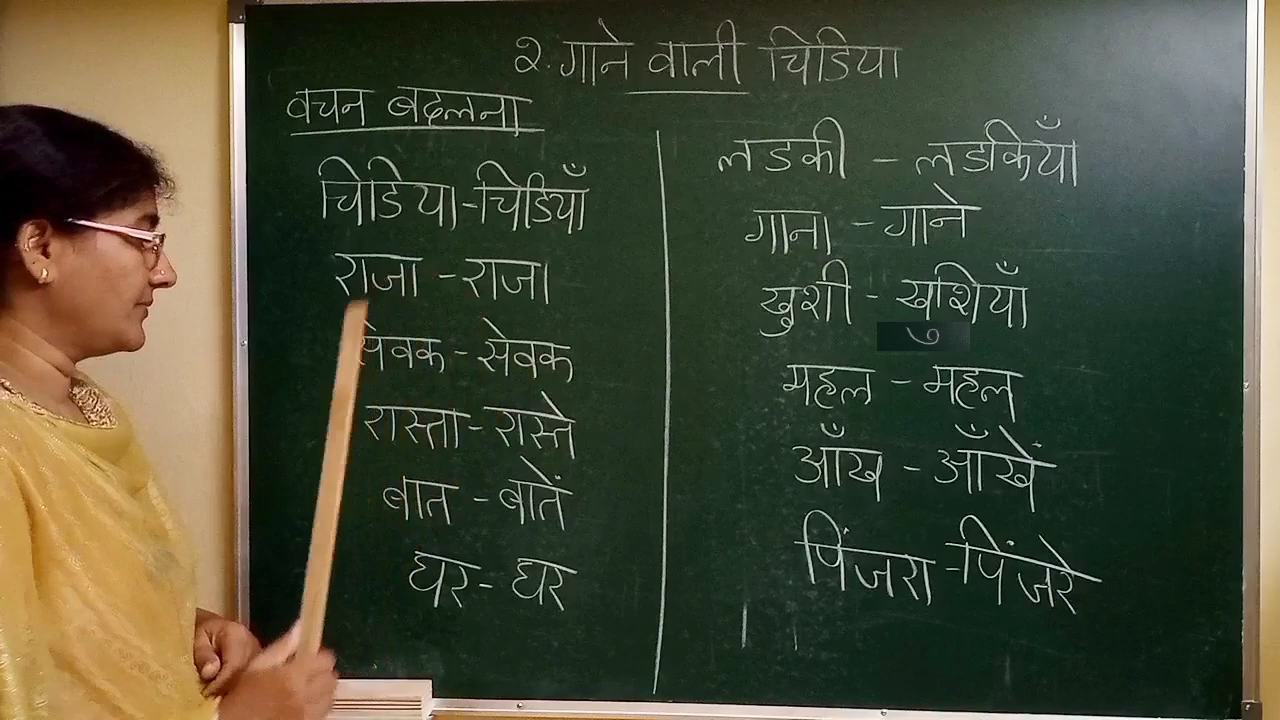 २. गाने वाली चिडिया
वचन बदलना
चिडिया - चिडियाँ
राजा - राजा
सेवक - सेवक
रास्ता - रास्ते
बात - बातें
घर - घर
लडकी - लडकियाँ
गाना - गाने
खुशी - खुशियाँ
महल - महल
आँख - आँखें
पिंजरा - पिंजरे